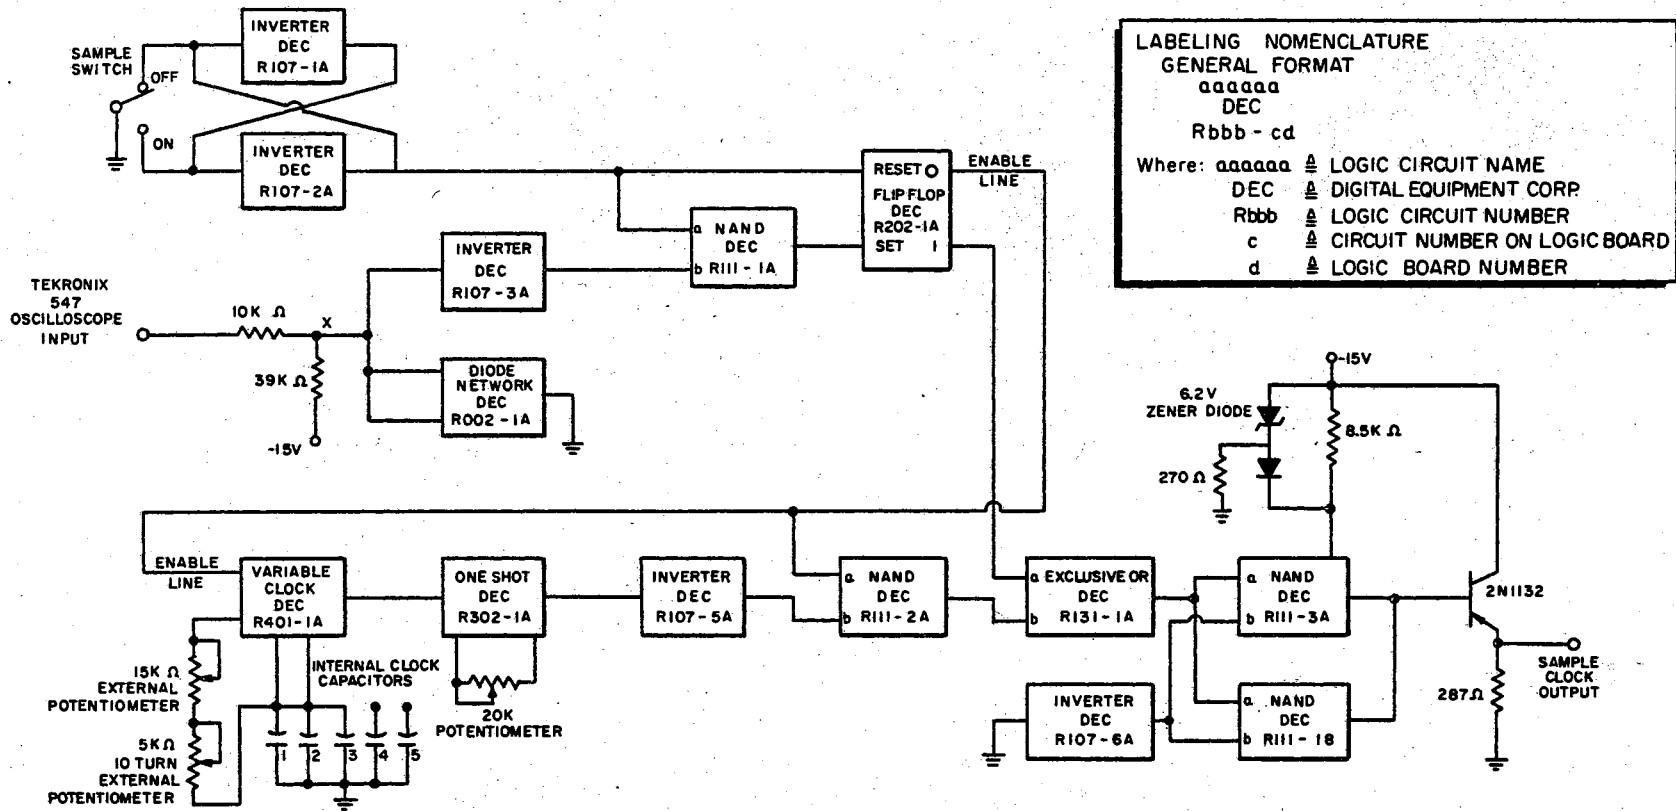 SAMPLE
SWITCH
OFF
ON
INVERTER
DEC
R107-1A
INVERTER
DEC
R107-2A
RESET O
FLIP FLOP
DEC
R202-1A
SET 1
ENABLE
LINE
a NAND
DEC
b R111-1A
INVERTER
DEC
R107-3A
TEKRONIX
547
OSCILLOSCOPE
INPUT
10K Ω
X
39K Ω
-15V
DIODE
NETWORK
DEC
R002-1A
LABELING NOMENCLATURE
GENERAL FORMAT
aaaaaa
DEC
Rbbb - cd
Where: aaaaaa ≙ LOGIC CIRCUIT NAME
DEC ≙ DIGITAL EQUIPMENT CORP.
Rbbb ≙ LOGIC CIRCUIT NUMBER
c ≙ CIRCUIT NUMBER ON LOGIC BOARD
d ≙ LOGIC BOARD NUMBER
-15V
6.2V
ZENER DIODE
8.5K Ω
270Ω
ENABLE
LINE
VARIABLE
CLOCK
DEC
R401-1A
ONE SHOT
DEC
R302-1A
INVERTER
DEC
R107-5A
a NAND
DEC
b R111-2A
a EXCLUSIVE OR
DEC
b R131-1A
a NAND
DEC
b R111-3A
2N1132
SAMPLE
CLOCK
OUTPUT
287Ω
15K Ω
EXTERNAL
POTENTIOMETER
INTERNAL CLOCK
CAPACITORS
20K
POTENTIOMETER
5KΩ
10 TURN
EXTERNAL
POTENTIOMETER
1 2 3 4 5
INVERTER
DEC
R107-6A
a NAND
DEC
b R111-1B